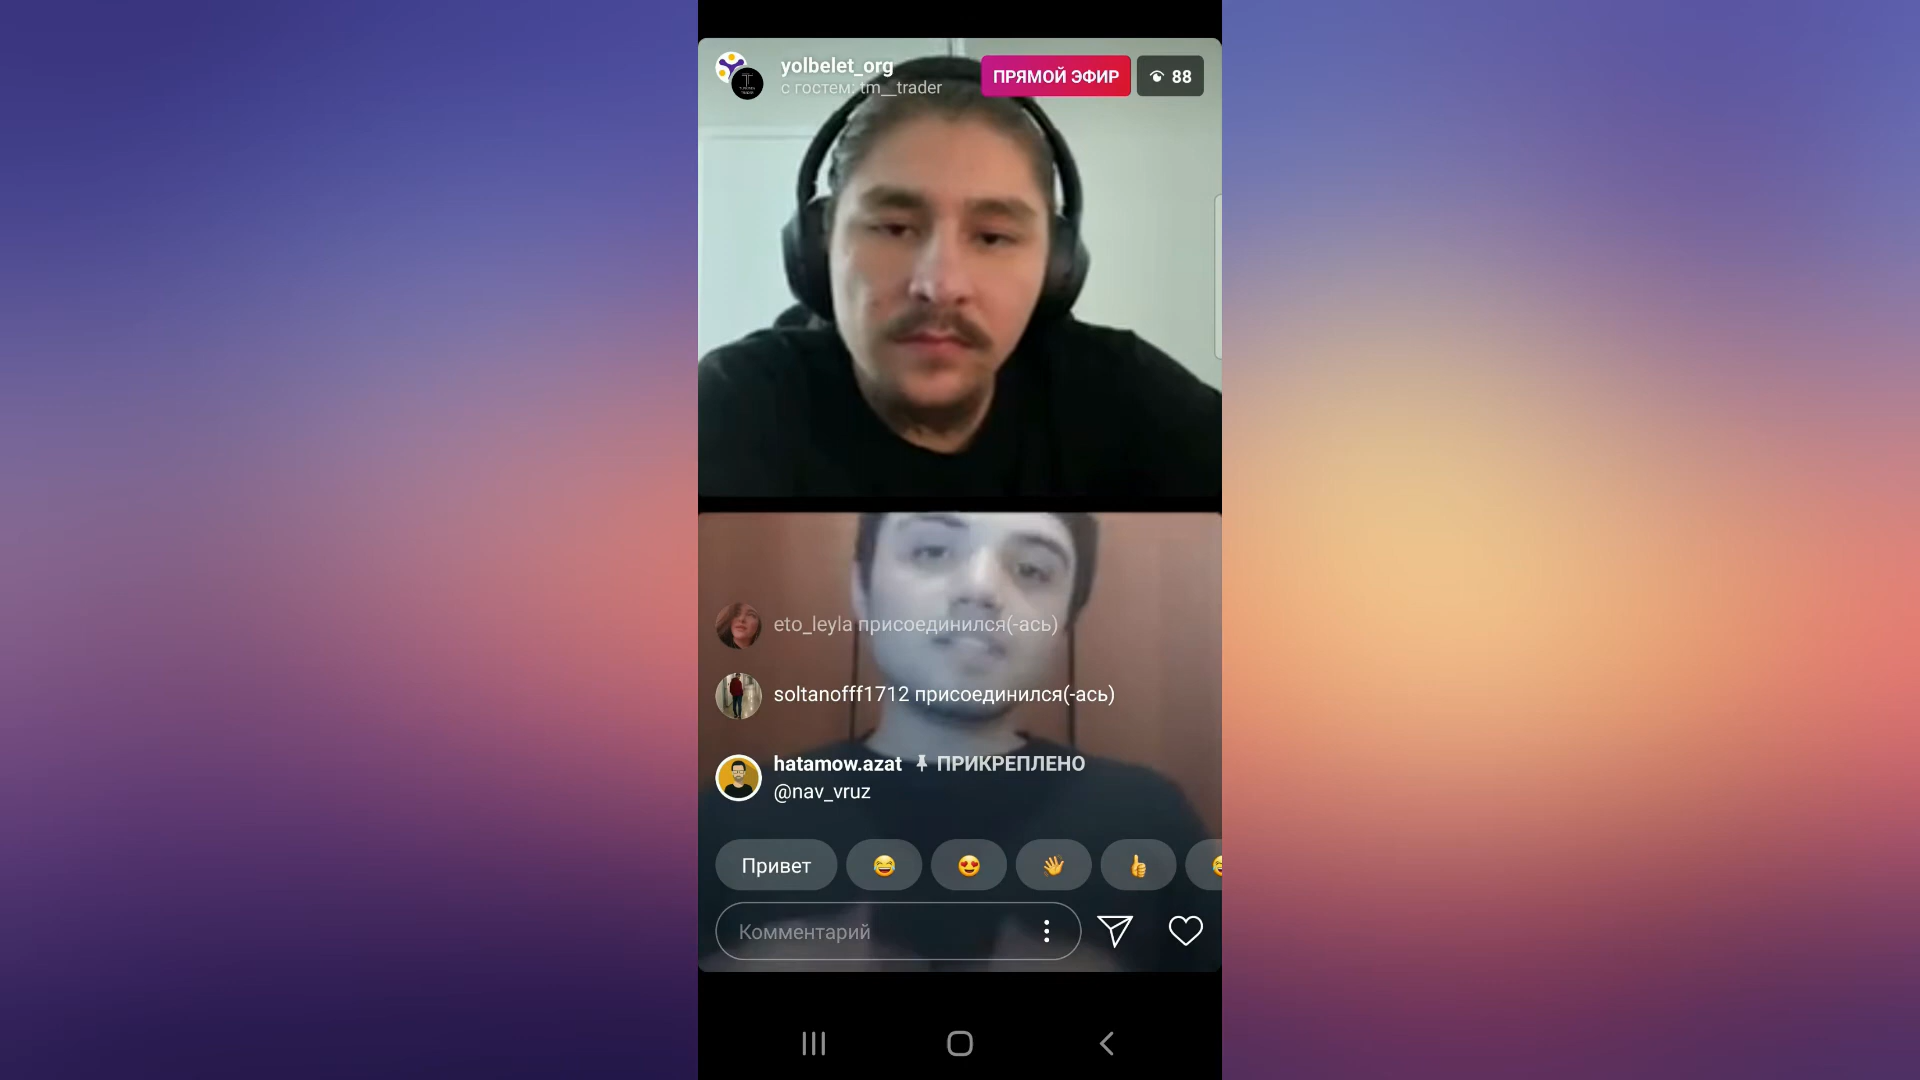 yolbelet_org
с гостем: tm__trader
ПРЯМОЙ ЭФИР
88
eto_leyla присоединился(-ась)
soltanofff1712 присоединился(-ась)
hatamow.azat ПРИКРЕПЛЕНО
@nav_vruz
Привет
Комментарий